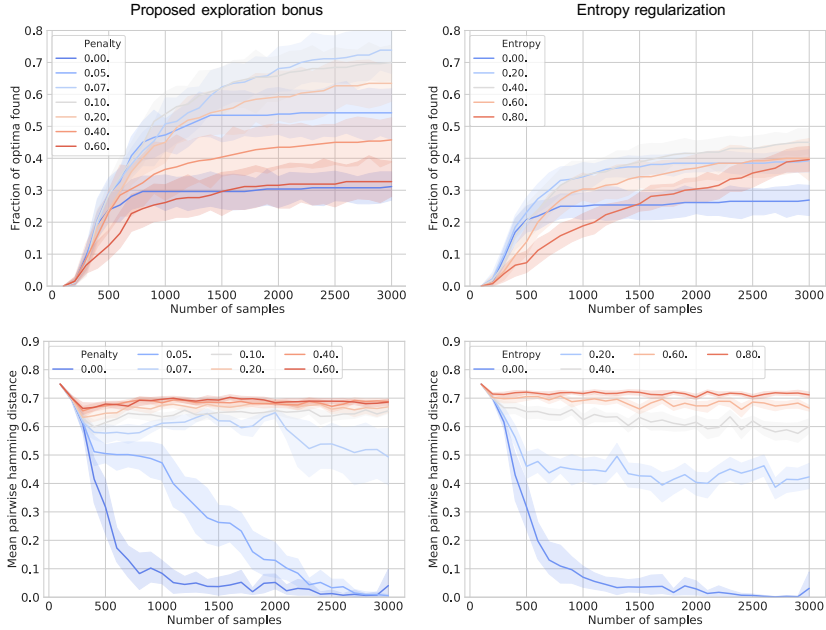 Proposed exploration bonus
Entropy regularization
Fraction of optima found
0.8
0.7
0.6
0.5
0.4
0.3
0.2
0.1
0.0
Penalty
0.00.
0.05.
0.07.
0.10.
0.20.
0.40.
0.60.
0 500 1000 1500 2000 2500 3000
Number of samples
Fraction of optima found
0.8
0.7
0.6
0.5
0.4
0.3
0.2
0.1
0.0
Entropy
0.00.
0.20.
0.40.
0.60.
0.80.
0 500 1000 1500 2000 2500 3000
Number of samples
Mean pairwise hamming distance
0.9
0.8
0.7
0.6
0.5
0.4
0.3
0.2
0.1
0.0
Penalty 0.05. 0.10. 0.40.
0.00. 0.07. 0.20. 0.60.
0 500 1000 1500 2000 2500 3000
Number of samples
Mean pairwise hamming distance
0.9
0.8
0.7
0.6
0.5
0.4
0.3
0.2
0.1
0.0
Entropy 0.20. 0.60. 0.80.
0.00. 0.40.
0 500 1000 1500 2000 2500 3000
Number of samples